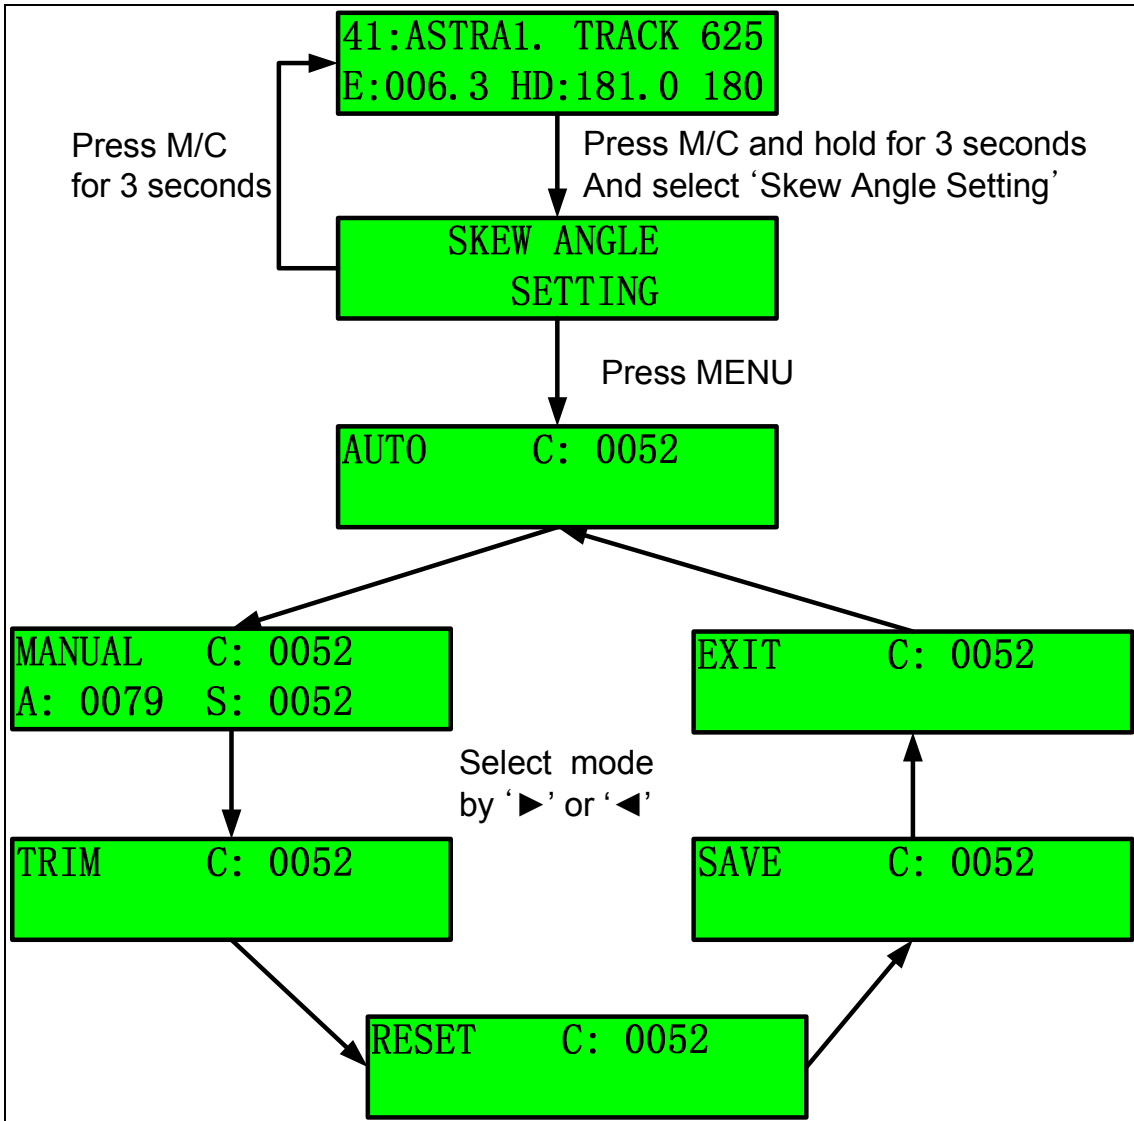 41:ASTRA1. TRACK 625
E:006.3 HD:181.0 180
Press M/C
for 3 seconds
Press M/C and hold for 3 seconds
And select ‘Skew Angle Setting’
SKEW ANGLE
SETTING
Press MENU
AUTO C: 0052
MANUAL C: 0052
A: 0079 S: 0052
EXIT C: 0052
Select mode
by ‘►’ or ‘◄’
TRIM C: 0052
SAVE C: 0052
RESET C: 0052